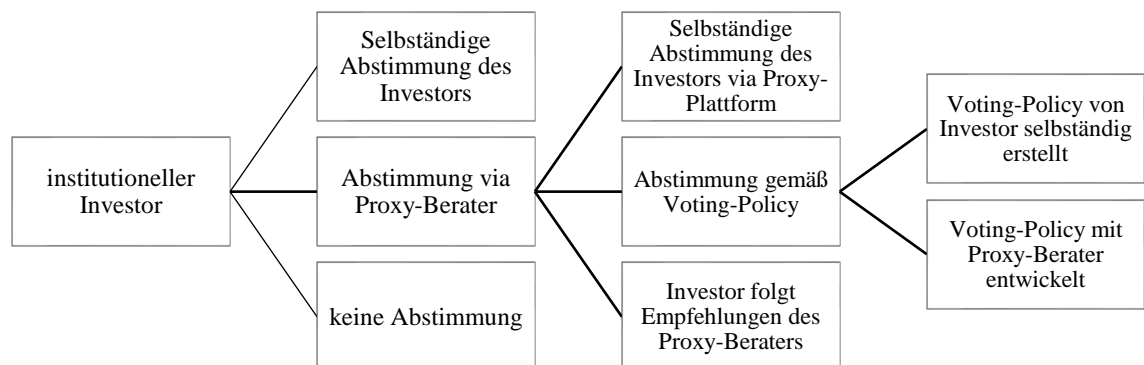 institutioneller
Investor
Selbständige
Abstimmung des
Investors
Abstimmung via
Proxy-Berater
keine Abstimmung
Selbständige
Abstimmung des
Investors via Proxy-
Plattform
Abstimmung gemäß
Voting-Policy
Investor folgt
Empfehlungen des
Proxy-Beraters
Voting-Policy von
Investor selbständig
erstellt
Voting-Policy mit
Proxy-Berater
entwickelt